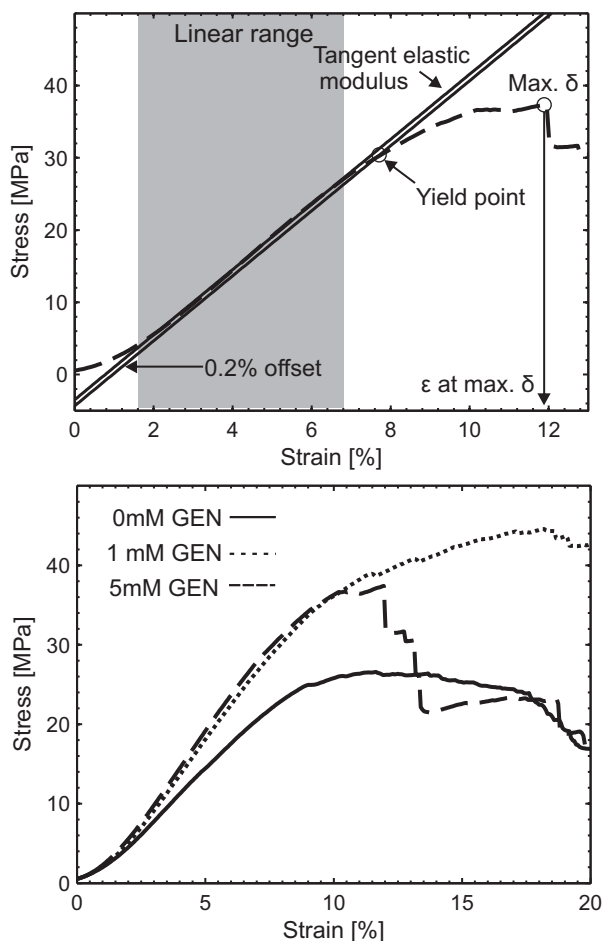 Linear range
Tangent elastic
modulus
Max. δ
Yield point
0.2% offset
ε at max. δ
Stress [MPa]
40
30
20
10
0
0 2 4 6 8 10 12
Strain [%]
0mM GEN
1 mM GEN
5mM GEN
Stress [MPa]
40
30
20
10
0
0 5 10 15 20
Strain [%]